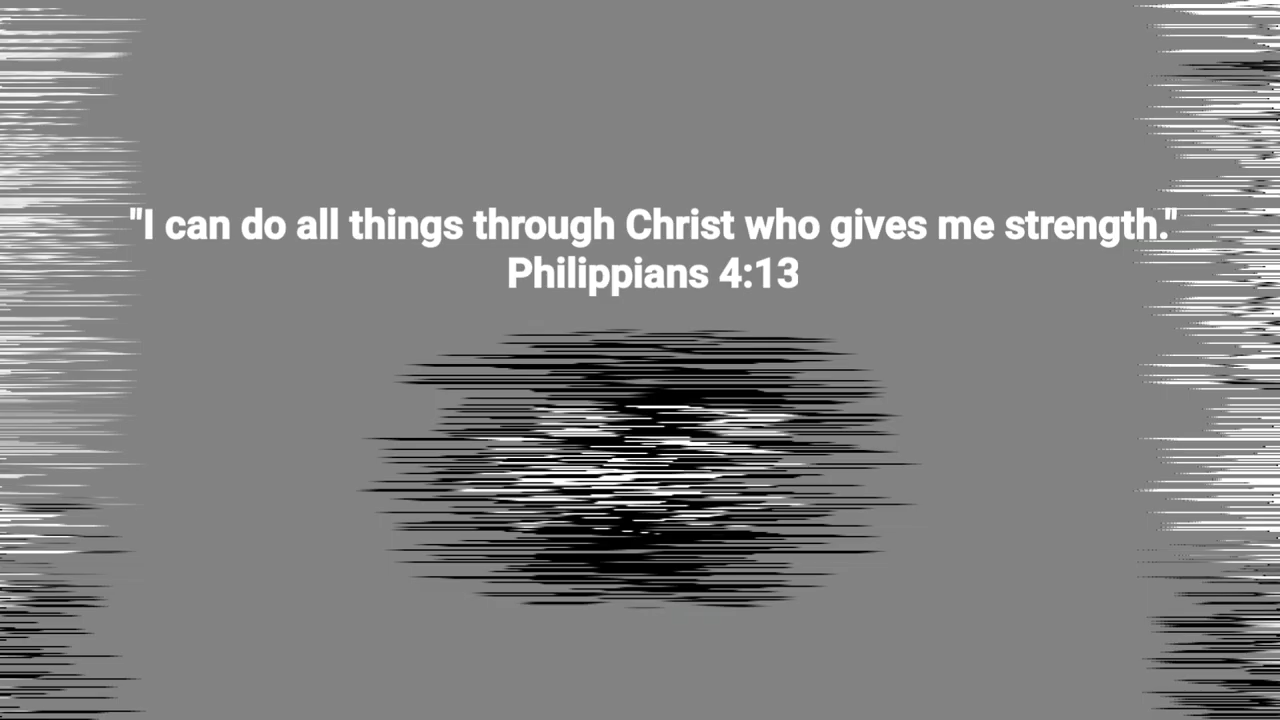 "I can do all things through Christ who gives me strength."
Philippians 4:13